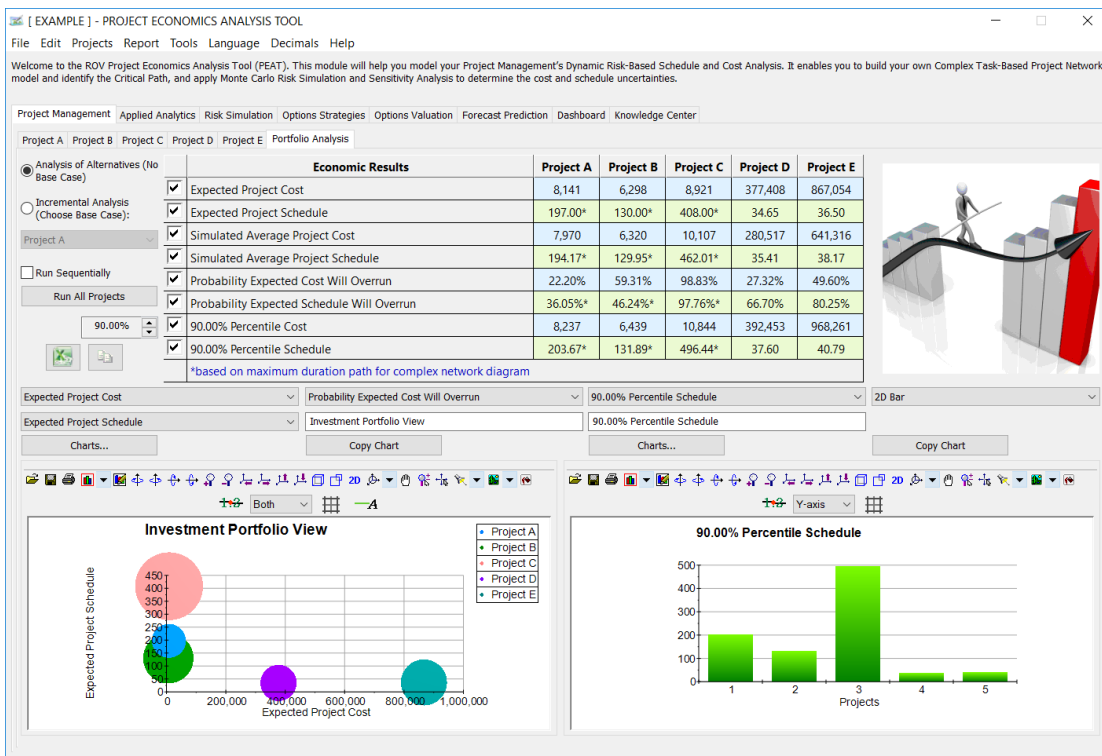 [ EXAMPLE ] - PROJECT ECONOMICS ANALYSIS TOOL
File Edit Projects Report Tools Language Decimals Help
Welcome to the ROV Project Economics Analysis Tool (PEAT). This module will help you model your Project Management's Dynamic Risk-Based Schedule and Cost Analysis. It enables you to build your own Complex Task-Based Project Network
model and identify the Critical Path, and apply Monte Carlo Risk Simulation and Sensitivity Analysis to determine the cost and schedule uncertainties.
Project Management Applied Analytics Risk Simulation Options Strategies Options Valuation Forecast Prediction Dashboard Knowledge Center
Project A Project B Project C Project D Project E Portfolio Analysis
Analysis of Alternatives (No
Base Case)
Incremental Analysis
(Choose Base Case):
Project A
Run Sequentially
Run All Projects
90.00%
Economic Results Project A Project B Project C Project D Project E
Expected Project Cost 8,141 6,298 8,921 377,408 867,054
Expected Project Schedule 197.00* 130.00* 408.00* 34.65 36.50
Simulated Average Project Cost 7,970 6,320 10,107 280,517 641,316
Simulated Average Project Schedule 194.17* 129.95* 462.01* 35.41 38.17
Probability Expected Cost Will Overrun 22.20% 59.31% 98.83% 27.32% 49.60%
Probability Expected Schedule Will Overrun 36.05%* 46.24%* 97.76%* 66.70% 80.25%
90.00% Percentile Cost 8,237 6,439 10,844 392,453 968,261
90.00% Percentile Schedule 203.67* 131.89* 496.44* 37.60 40.79
*based on maximum duration path for complex network diagram
Expected Project Cost Probability Expected Cost Will Overrun 90.00% Percentile Schedule 2D Bar
Expected Project Schedule Investment Portfolio View 90.00% Percentile Schedule
Charts... Copy Chart Charts... Copy Chart
2D 2D
Both A Y-axis
Investment Portfolio View
Project A
Project B
Project C
Project D
Project E
Expected Project Schedule
450
400
350
300
250
200
150
100
50
0
0 200,000 400,000 600,000 800,000 1,000,000
Expected Project Cost
90.00% Percentile Schedule
500
400
300
200
100
0
1 2 3 4 5
Projects